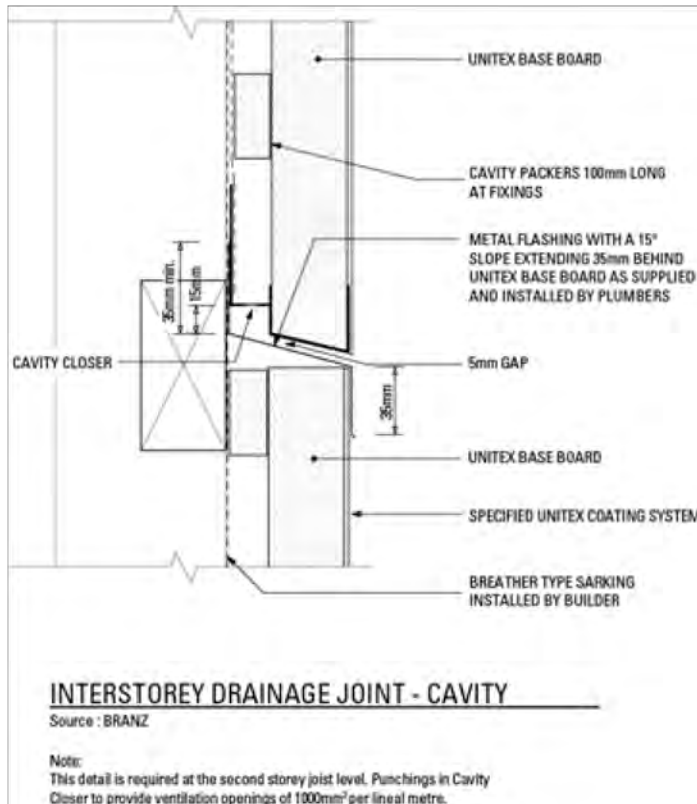 UNITEX BASE BOARD
CAVITY PACKERS 100mm LONG
AT FIXINGS
METAL FLASHING WITH A 15°
SLOPE EXTENDING 35mm BEHIND
UNITEX BASE BOARD AS SUPPLIED
AND INSTALLED BY PLUMBERS
35mm min.
15mm
CAVITY CLOSER
5mm GAP
35mm
UNITEX BASE BOARD
SPECIFIED UNITEX COATING SYSTEM
BREATHER TYPE SARKING
INSTALLED BY BUILDER
INTERSTOREY DRAINAGE JOINT - CAVITY
Source : BRANZ
Note:
This detail is required at the second storey joist level. Punchings in Cavity
Closer to provide ventilation openings of 1000mm² per lineal metre.